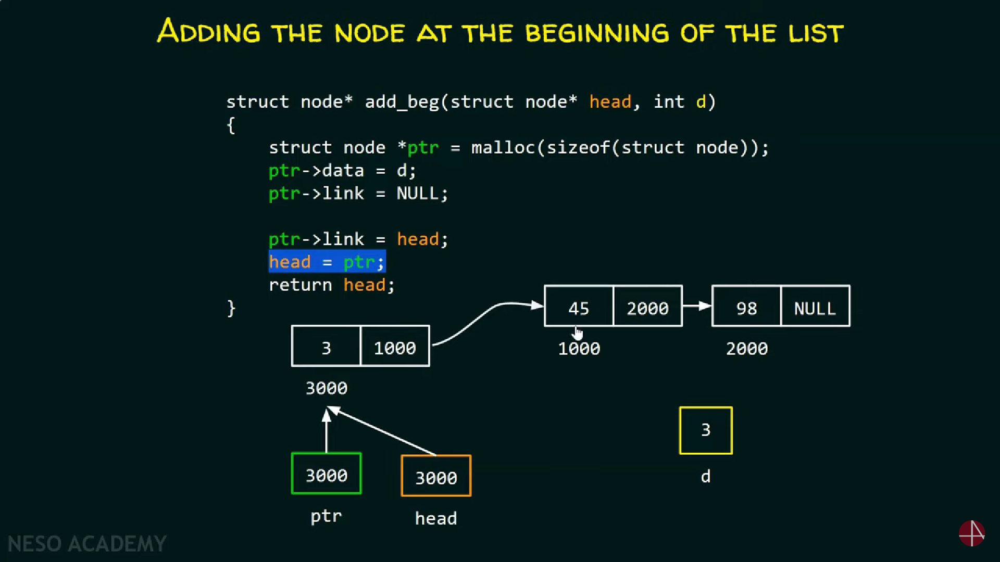 ADDING THE NODE AT THE BEGINNING OF THE LIST
struct node* add_beg(struct node* head, int d)
{
struct node *ptr = malloc(sizeof(struct node));
ptr->data = d;
ptr->link = NULL;
ptr->link = head;
head = ptr;
return head;
}
45 2000 98 NULL
3 1000 1000 2000
3000
3
3000 3000 d
ptr head
NESO ACADEMY